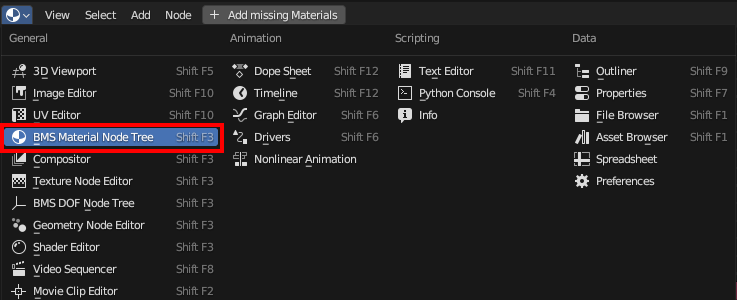 View Select Add Node + Add missing Materials
General Animation Scripting Data
3D Viewport Shift F5 Dope Sheet Shift F12 Text Editor Shift F11 Outliner Shift F9
Image Editor Shift F10 Timeline Shift F12 Python Console Shift F4 Properties Shift F7
UV Editor Shift F10 Graph Editor Shift F6 Info File Browser Shift F1
BMS Material Node Tree Shift F3 Drivers Shift F6 Asset Browser Shift F1
Compositor Shift F3 Nonlinear Animation Spreadsheet
Texture Node Editor Shift F3 Preferences
BMS DOF Node Tree Shift F3
Geometry Node Editor Shift F3
Shader Editor Shift F3
Video Sequencer Shift F8
Movie Clip Editor Shift F2